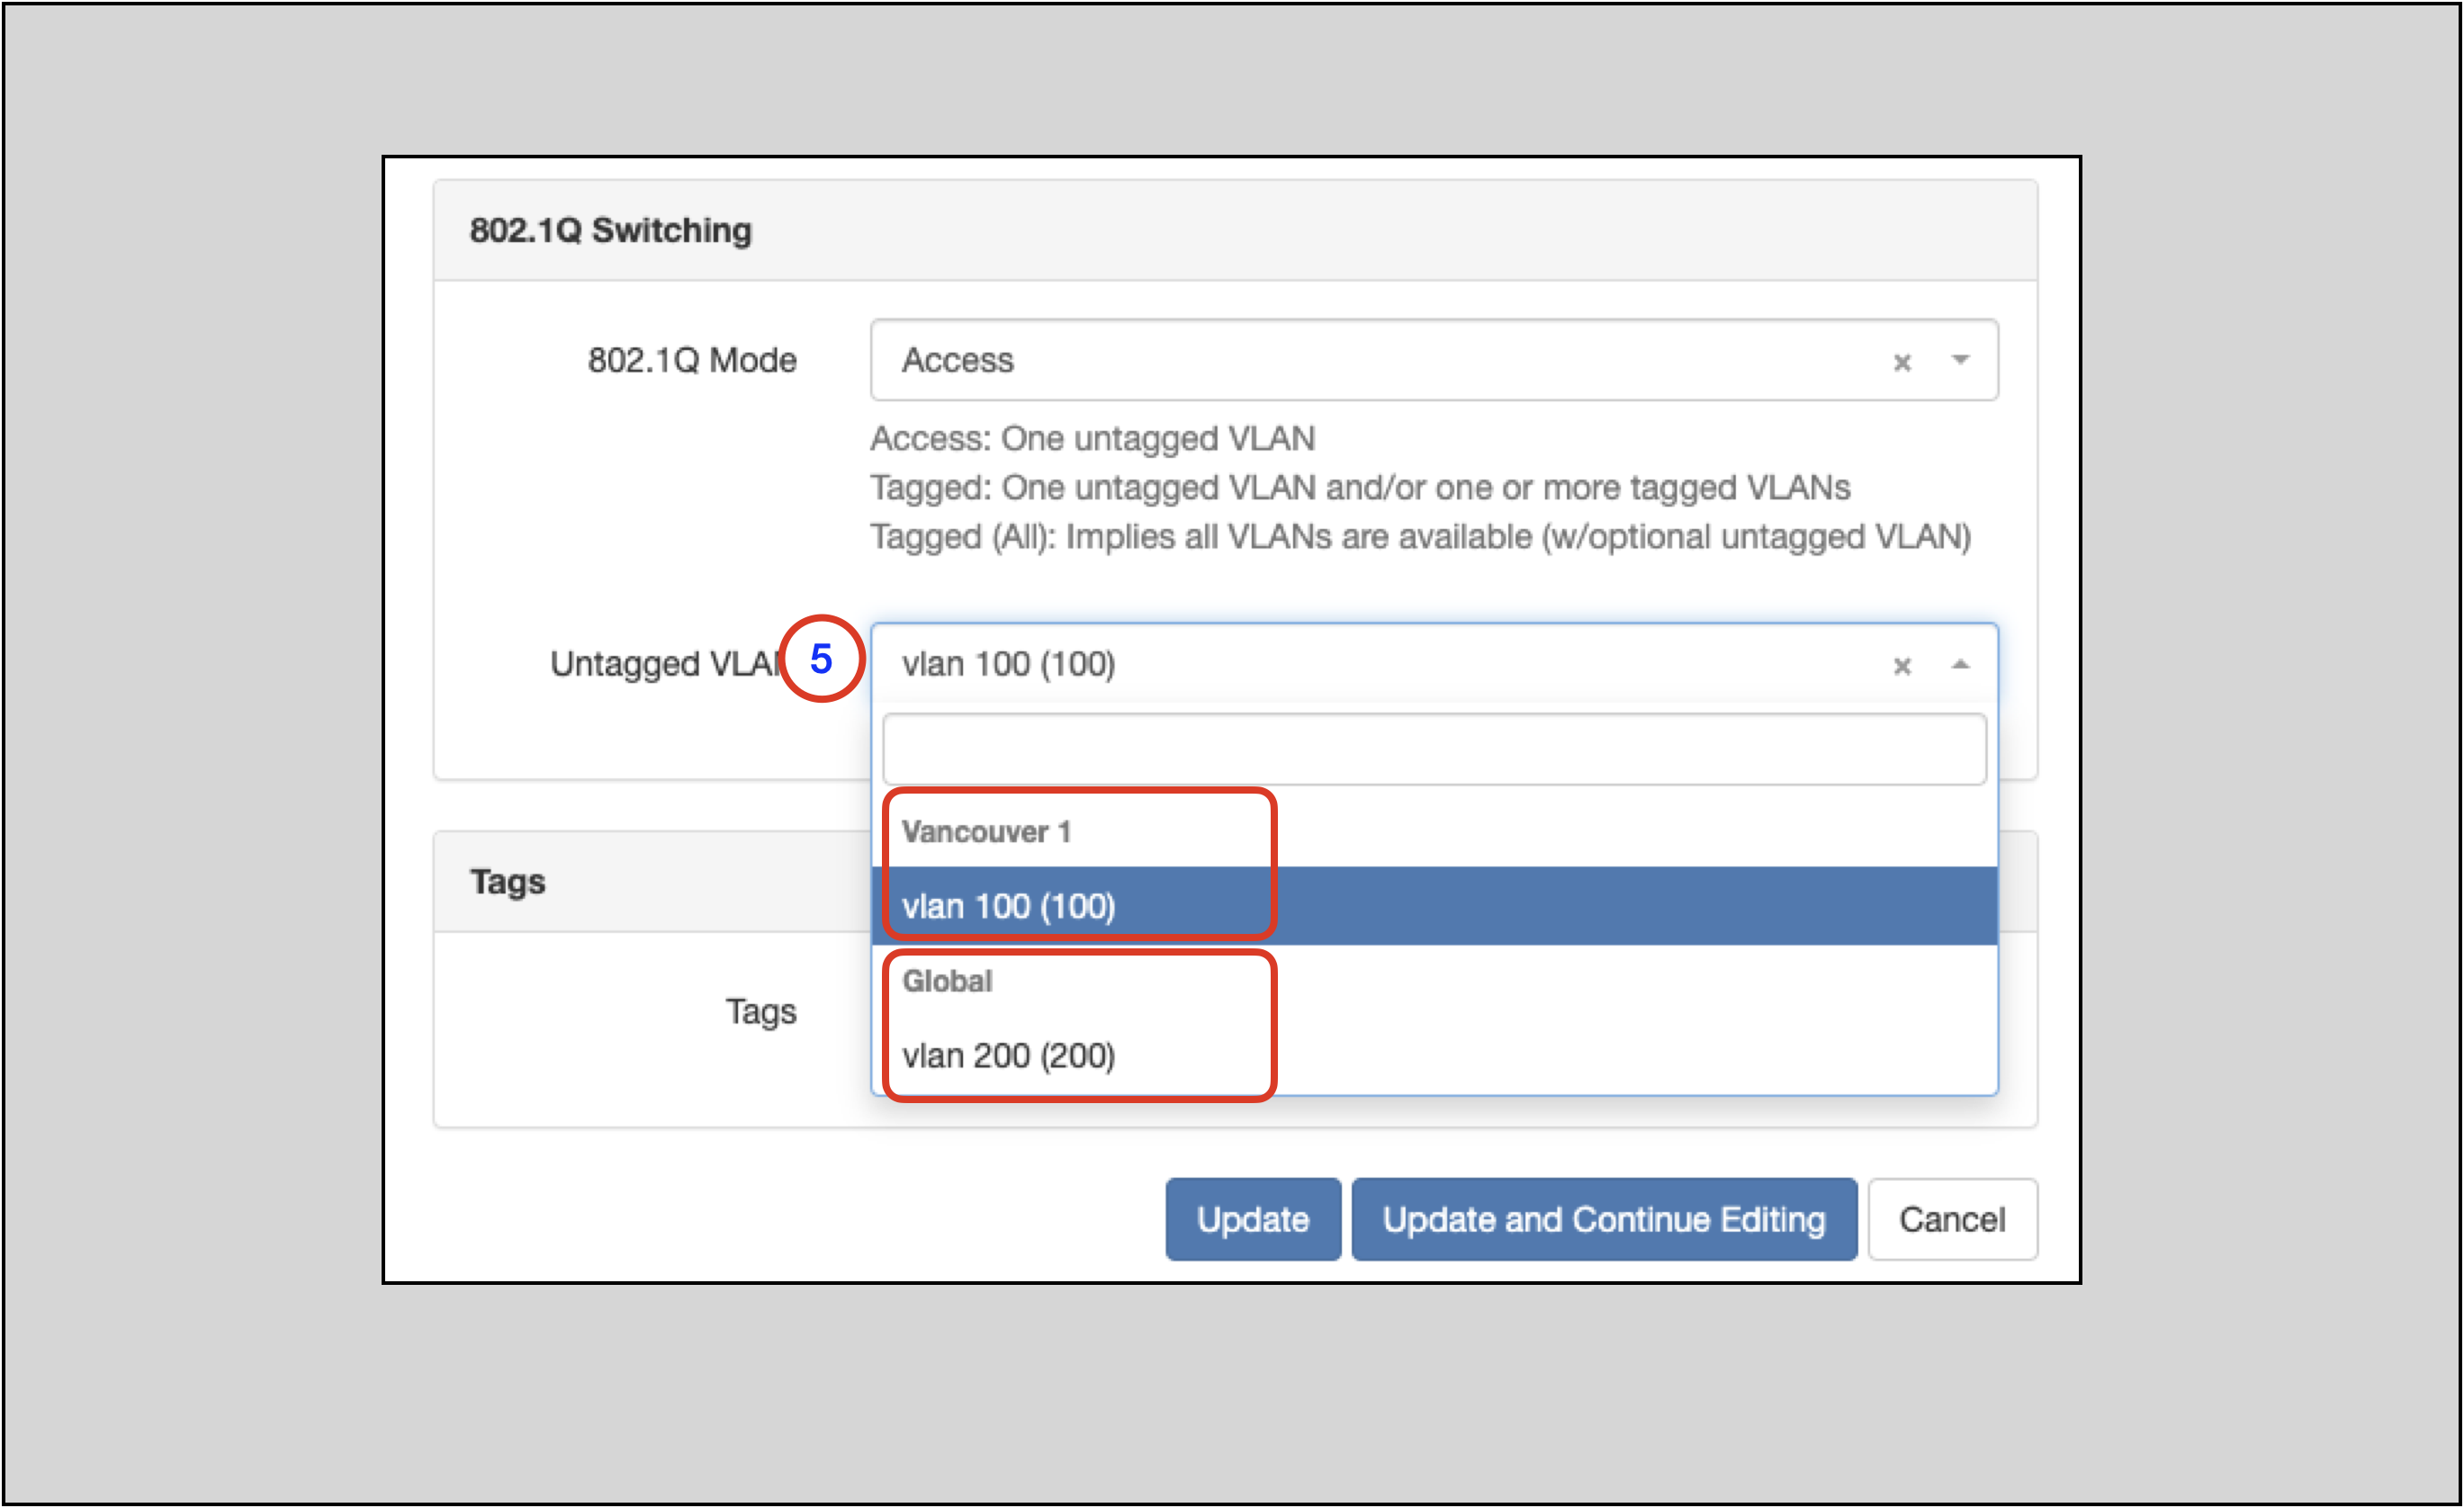 802.1Q Switching
802.1Q Mode
Access
Access: One untagged VLAN
Tagged: One untagged VLAN and/or one or more tagged VLANs
Tagged (All): Implies all VLANs are available (w/optional untagged VLAN)
Untagged VLAN
5
vlan 100 (100)
Vancouver 1
vlan 100 (100)
Global
vlan 200 (200)
Tags
Tags
Update
Update and Continue Editing
Cancel